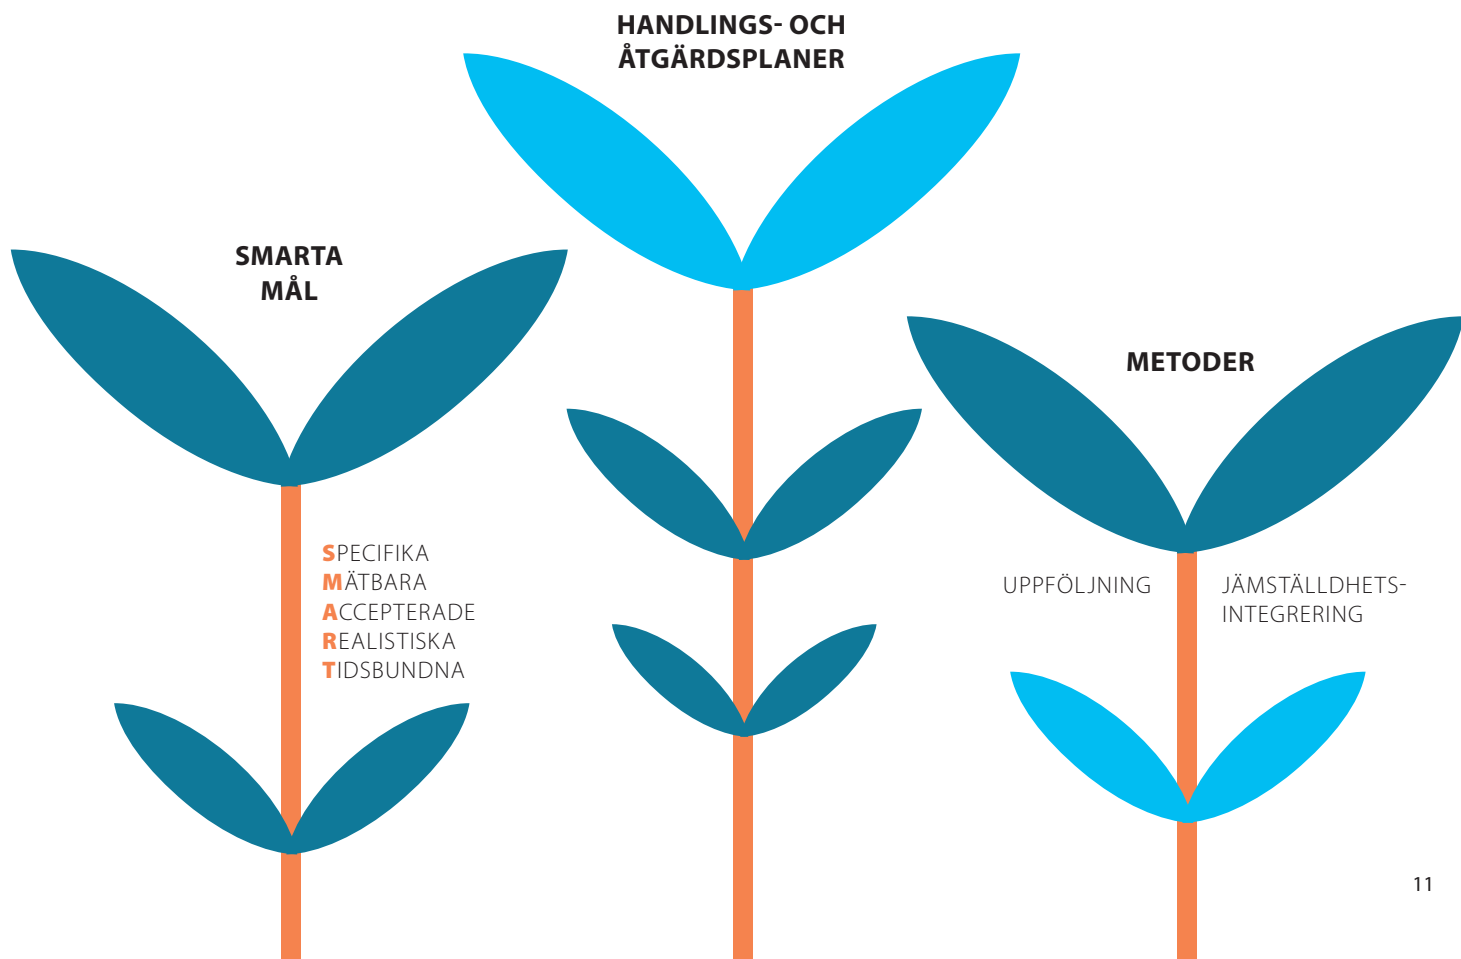 HANDLINGS- OCH
ÅTGÄRDSPLANER
SMARTA
MÅL
SPECIFIKA
MÄTBARA
ACCEPTERADE
REALISTISKA
TIDSBUNDNA
METODER
UPPFÖLJNING
JÄMSTÄLLDHETS-
INTEGRERING
11